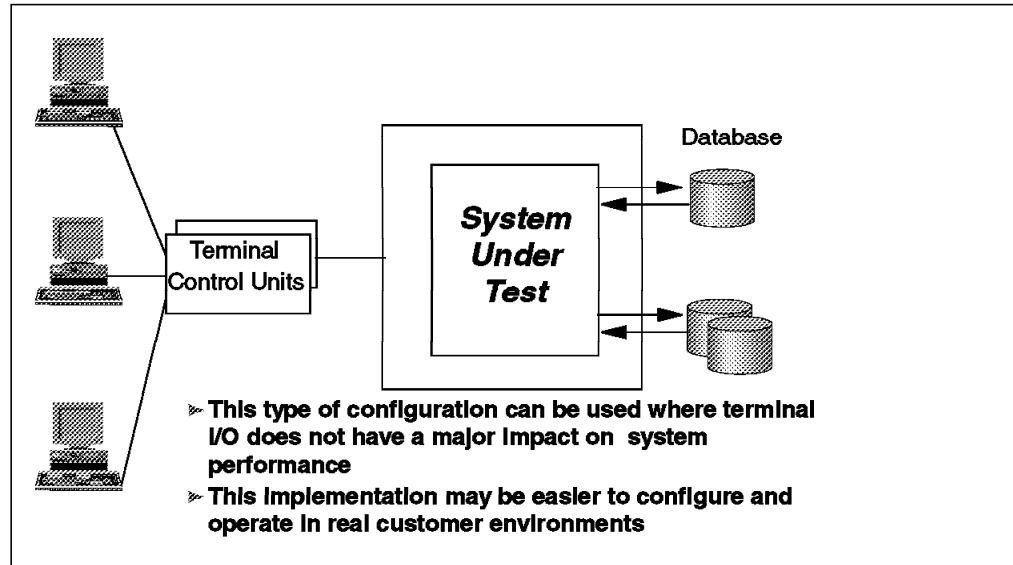 Database
System
Under
Test
Terminal
Control Units
➢ This type of configuration can be used where terminal
I/O does not have a major impact on system
performance
➢ This implementation may be easier to configure and
operate in real customer environments